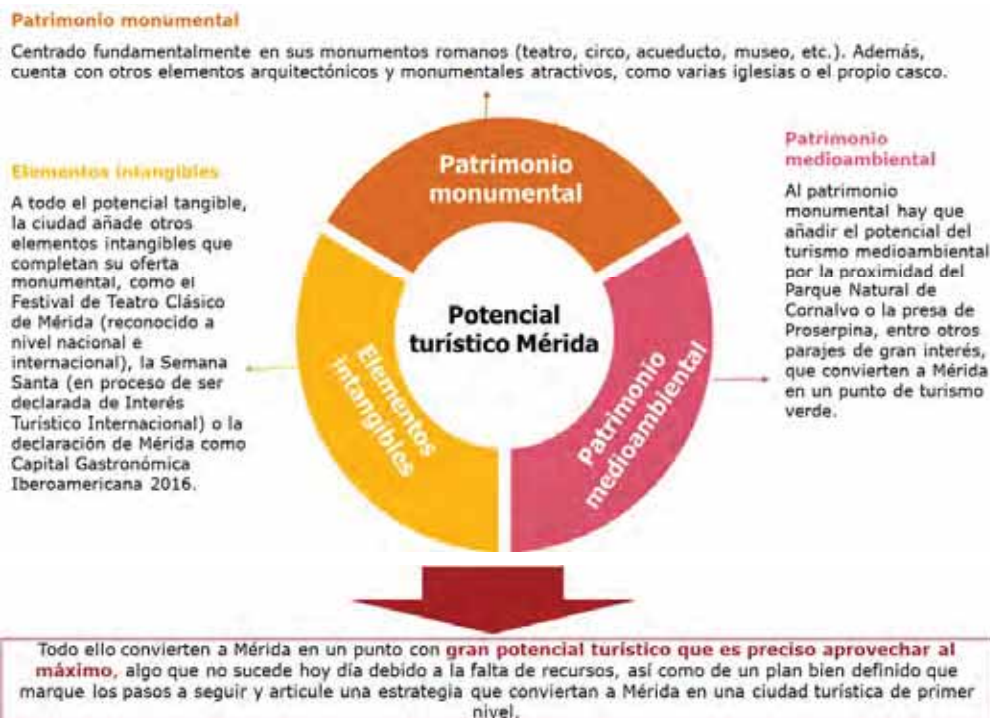 Patrimonio monumental
Centrado fundamentalmente en sus monumentos romanos (teatro, circo, acueducto, museo, etc.). Además,
cuenta con otros elementos arquitectónicos y monumentales atractivos, como varias iglesias o el propio casco.
Elementos intangibles
A todo el potencial tangible,
la ciudad añade otros
elementos intangibles que
completan su oferta
monumental, como el
Festival de Teatro Clásico
de Mérida (reconocido a
nivel nacional e
internacional), la Semana
Santa (en proceso de ser
declarada de Interés
Turístico Internacional) o la
declaración de Mérida como
Capital Gastronómica
Iberoamericana 2016.
Patrimonio
monumental
Potencial
turístico Mérida
Elementos
intangibles
Patrimonio
medioambiental
Patrimonio
medioambiental
Al patrimonio
monumental hay que
añadir el potencial del
turismo medioambiental
por la proximidad del
Parque Natural de
Cornalvo o la presa de
Proserpina, entro otros
parajes de gran interés,
que convierten a Mérida
en un punto de turismo
verde.
Todo ello convierten a Mérida en un punto con gran potencial turístico que es preciso aprovechar al
máximo, algo que no sucede hoy día debido a la falta de recursos, así como de un plan bien definido que
marque los pasos a seguir y articule una estrategia que conviertan a Mérida en una ciudad turística de primer
nivel.